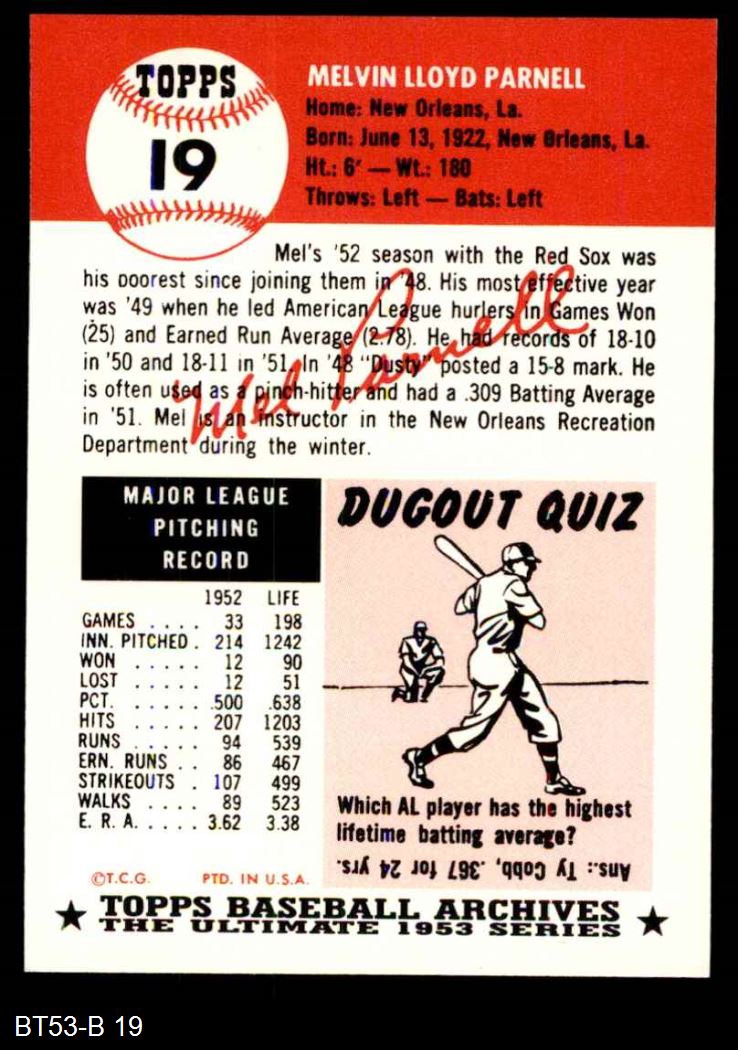 TOPPS
19
MELVIN LLOYD PARNELL
Home: New Orleans, La.
Born: June 13, 1922, New Orleans, La.
Ht.: 6' — Wt.: 180
Throws: Left — Bats: Left
Mel's '52 season with the Red Sox was
his poorest since joining them in '48. His most effective year
was '49 when he led American League hurlers in Games Won
(25) and Earned Run Average (2.78). He had records of 18-10
in '50 and 18-11 in '51. In '48 "Dusty" posted a 15-8 mark. He
is often used as a pinch-hitter and had a .309 Batting Average
in '51. Mel is an instructor in the New Orleans Recreation
Department during the winter.
Mel Parnell
MAJOR LEAGUE
PITCHING
RECORD
1952 LIFE
GAMES . . . . 33 198
INN. PITCHED . 214 1242
WON . . . . . 12 90
LOST . . . . . 12 51
PCT. . . . . . .500 .638
HITS . . . . . 207 1203
RUNS . . . . 94 539
ERN. RUNS . . 86 467
STRIKEOUTS . 107 499
WALKS . . . . 89 523
E. R. A. . . . . . 3.62 3.38
DUGOUT QUIZ
Which AL player has the highest
lifetime batting average?
Ans.: Ty Cobb, .367 for 24 yrs.
©T.C.G. PTD. IN U.S.A.
TOPPS BASEBALL ARCHIVES
THE ULTIMATE 1953 SERIES
BT53-B 19